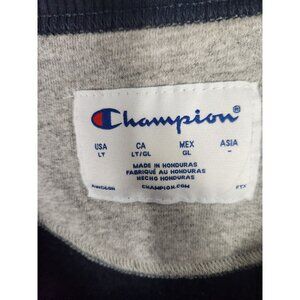 Champion®
USA CA MEX ASIA
LT LT/GL GL -
MADE IN HONDURAS
FABRIQUÉ AU HONDURAS
HECHO HONDURAS
CHAMPION.COM